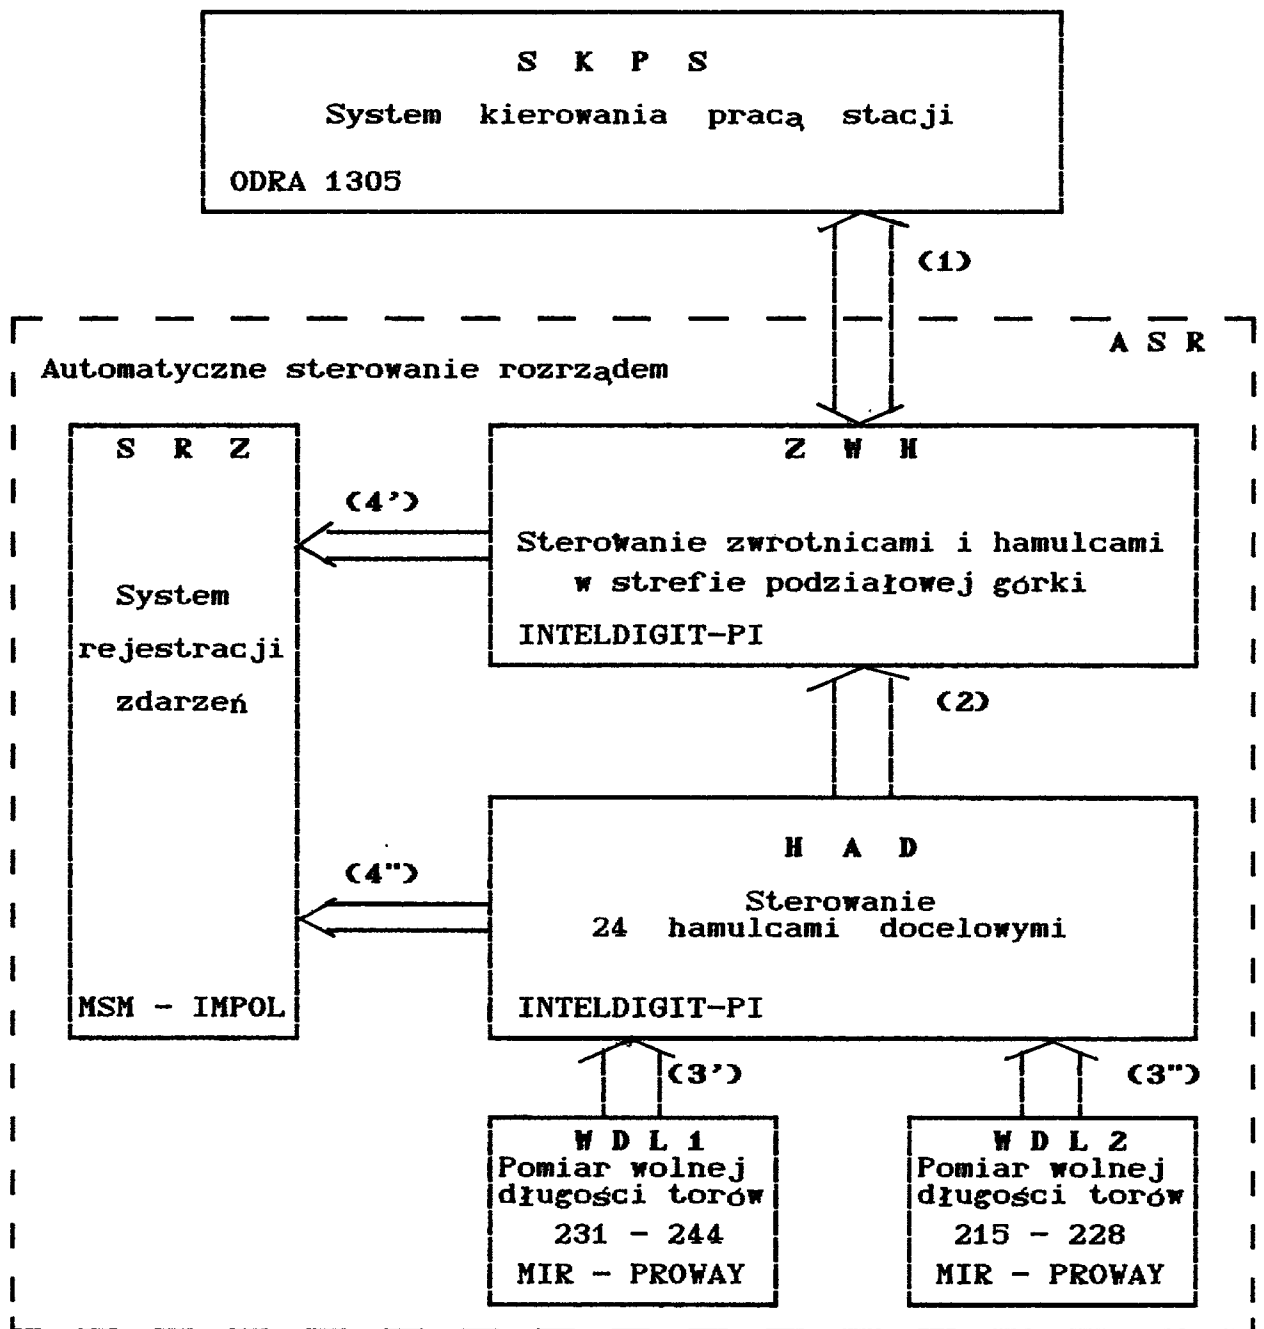 S K P S
System kierowania pracą stacji
ODRA 1305
(1)
A S R
Automatyczne sterowanie rozrządem
S R Z
System
rejestracji
zdarzeń
MSM - IMPOL
(4')
Z W H
Sterowanie zwrotnicami i hamulcami
w strefie podziałowej górki
INTELDIGIT-PI
(2)
(4")
H A D
Sterowanie
24 hamulcami docelowymi
INTELDIGIT-PI
(3')
(3")
W D L 1
Pomiar wolnej
długości torów
231 - 244
MIR - PROWAY
W D L 2
Pomiar wolnej
długości torów
215 - 228
MIR - PROWAY